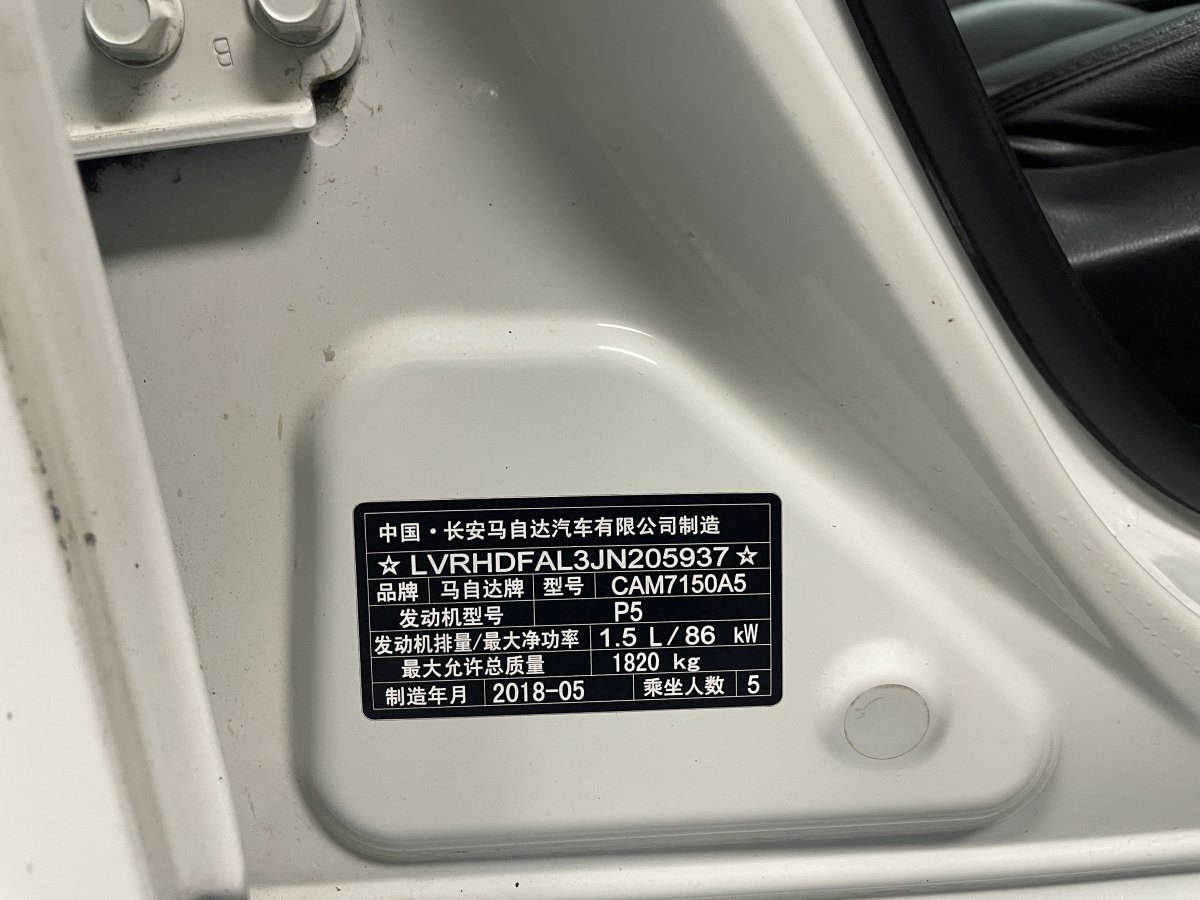 中国·长安马自达汽车有限公司制造
☆LVRHDFAL3JN205937☆
品牌 马自达牌 型号 CAM7150A5
发动机型号 P5
发动机排量/最大净功率 1.5 L/86 kW
最大允许总质量 1820 kg
制造年月 2018-05 乘坐人数 5